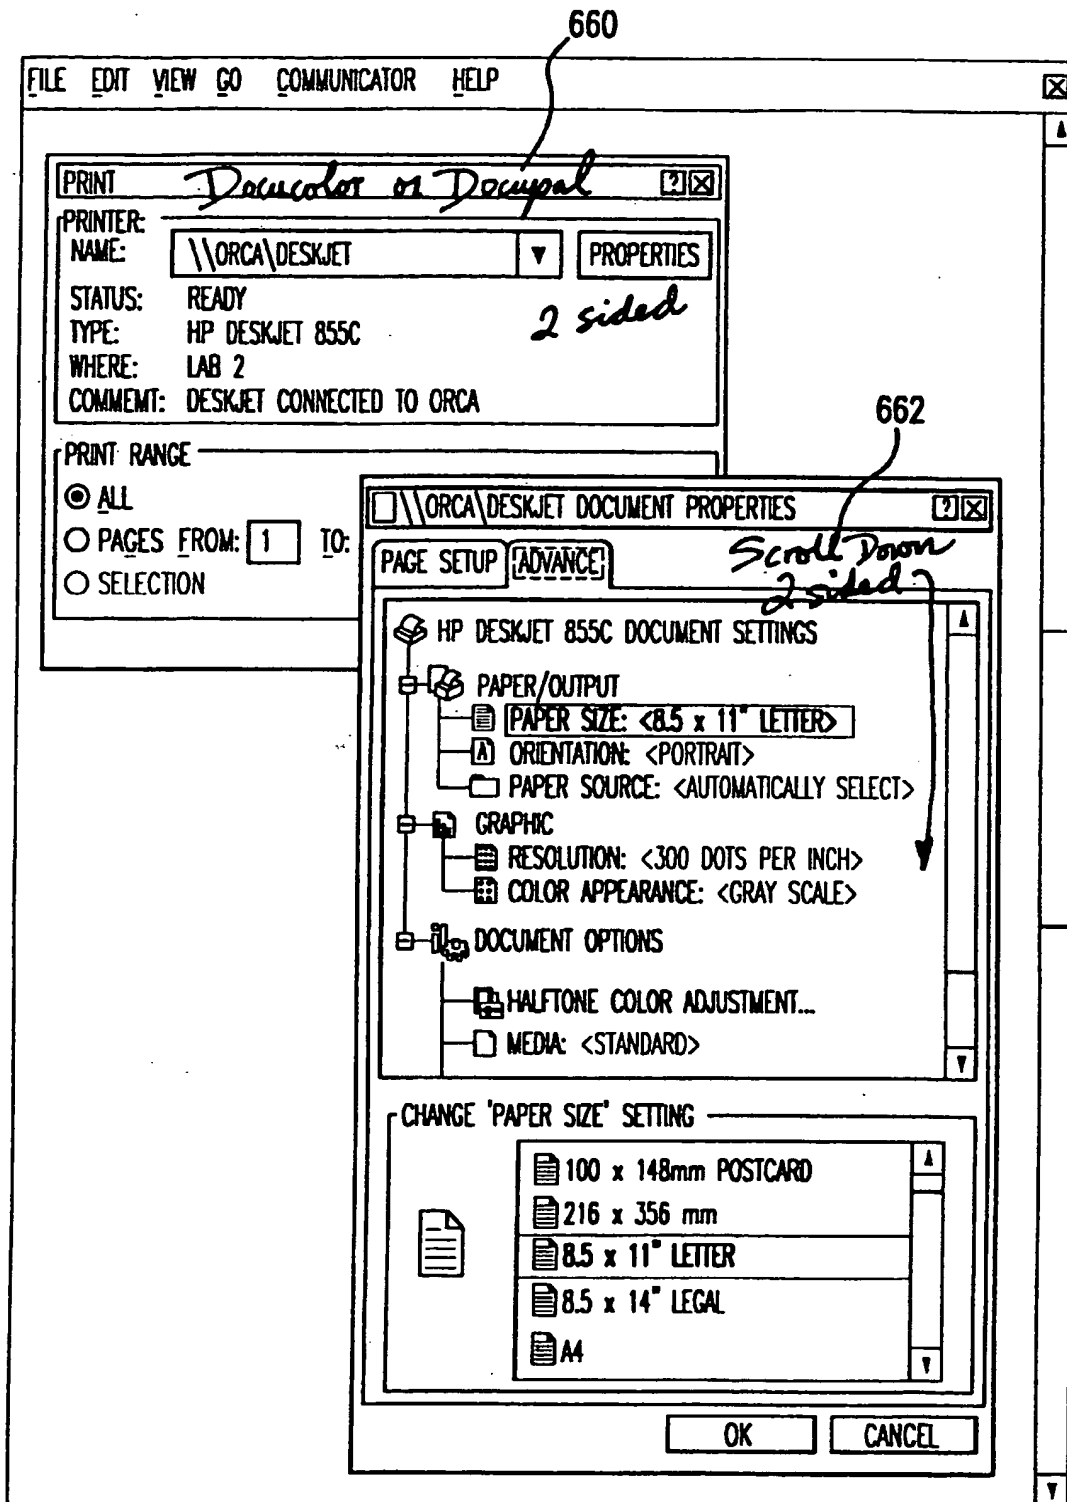 660
FILE EDIT VIEW GO COMMUNICATOR HELP
PRINT Docucolor or Docupal
PRINTER:
NAME: \\ORCA\DESKJET PROPERTIES
2 sided
STATUS: READY
TYPE: HP DESKJET 855C
WHERE: LAB 2
COMMEMT: DESKJET CONNECTED TO ORCA
662
PRINT RANGE
ALL
PAGES FROM: 1 TO:
SELECTION
\\ORCA\DESKJET DOCUMENT PROPERTIES
Scroll Down
2 sided
PAGE SETUP ADVANCE
HP DESKJET 855C DOCUMENT SETTINGS
PAPER/OUTPUT
PAPER SIZE: <8.5 x 11" LETTER>
ORIENTATION: <PORTRAIT>
PAPER SOURCE: <AUTOMATICALLY SELECT>
GRAPHIC
RESOLUTION: <300 DOTS PER INCH>
COLOR APPEARANCE: <GRAY SCALE>
DOCUMENT OPTIONS
HALFTONE COLOR ADJUSTMENT...
MEDIA: <STANDARD>
CHANGE 'PAPER SIZE' SETTING
100 x 148mm POSTCARD
216 x 356 mm
8.5 x 11" LETTER
8.5 x 14" LEGAL
A4
OK CANCEL